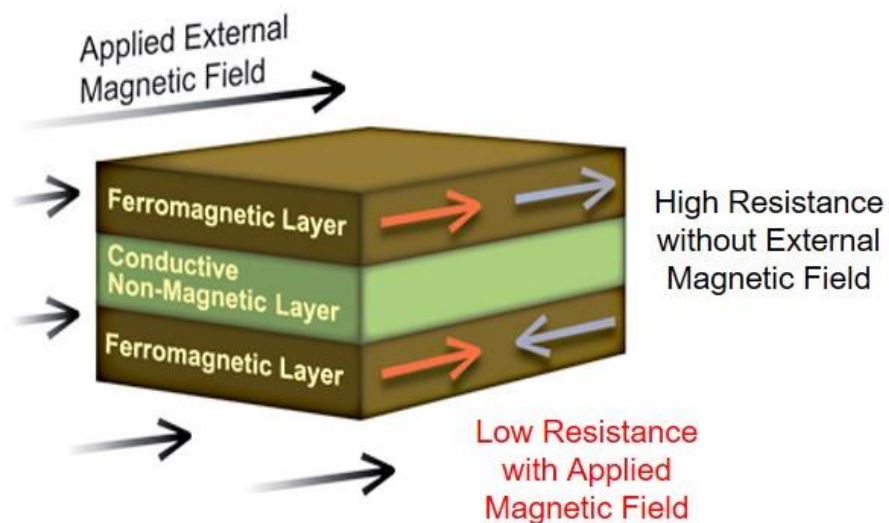 Applied External
Magnetic Field
Ferromagnetic Layer
Conductive
Non-Magnetic Layer
Ferromagnetic Layer
High Resistance
without External
Magnetic Field
Low Resistance
with Applied
Magnetic Field